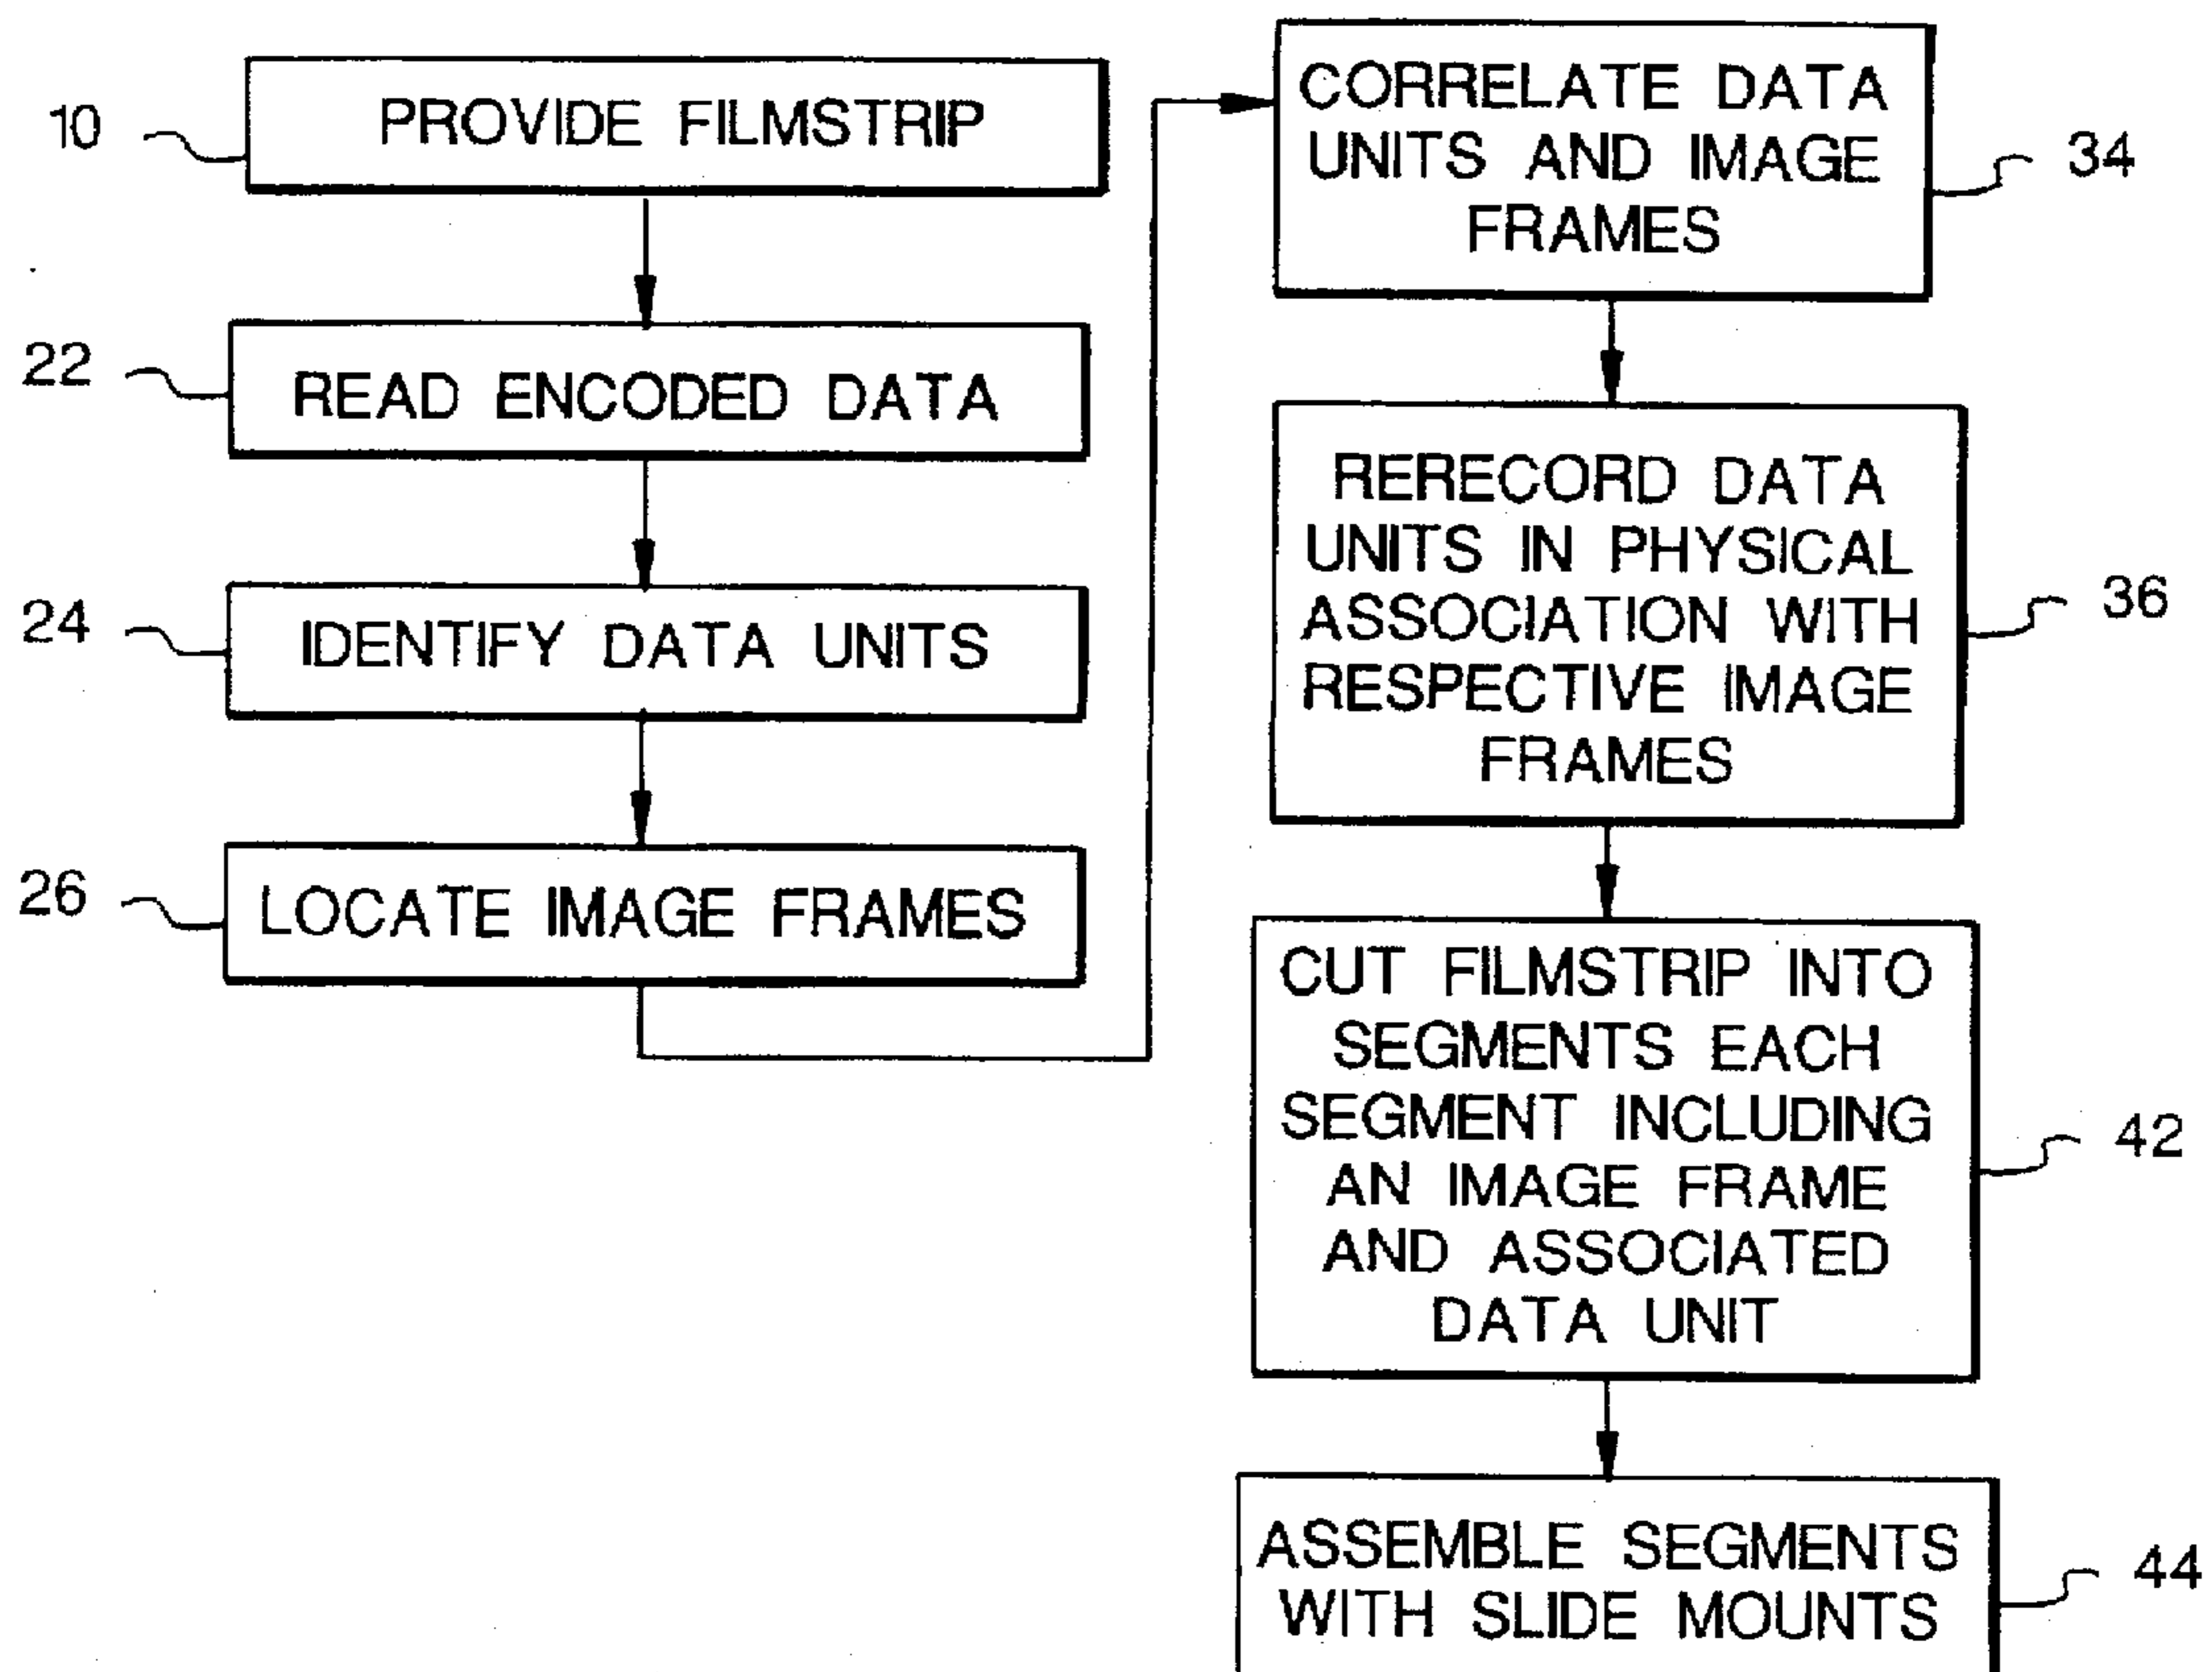 10
PROVIDE FILMSTRIP
22
READ ENCODED DATA
24
IDENTIFY DATA UNITS
26
LOCATE IMAGE FRAMES
CORRELATE DATA
UNITS AND IMAGE
FRAMES
34
RERECORD DATA
UNITS IN PHYSICAL
ASSOCIATION WITH
RESPECTIVE IMAGE
FRAMES
36
CUT FILMSTRIP INTO
SEGMENTS EACH
SEGMENT INCLUDING
AN IMAGE FRAME
AND ASSOCIATED
DATA UNIT
42
ASSEMBLE SEGMENTS
WITH SLIDE MOUNTS
44